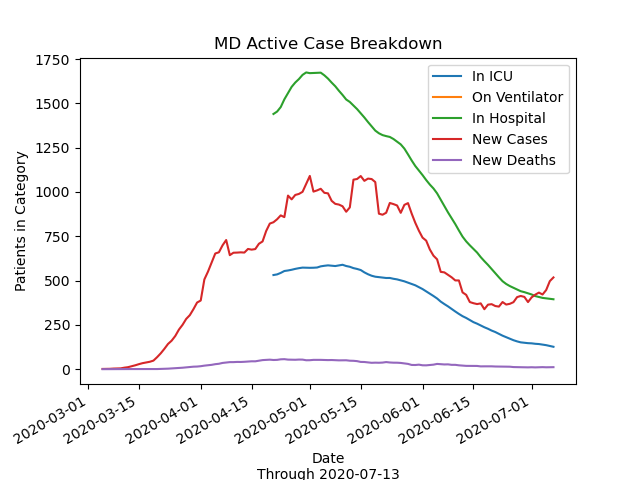 MD Active Case Breakdown
Patients in Category
1750
1500
1250
1000
750
500
250
0
In ICU
On Ventilator
In Hospital
New Cases
New Deaths
2020-03-01
2020-03-15
2020-04-01
2020-04-15
2020-05-01
2020-05-15
2020-06-01
2020-06-15
2020-07-01
Date
Through 2020-07-13